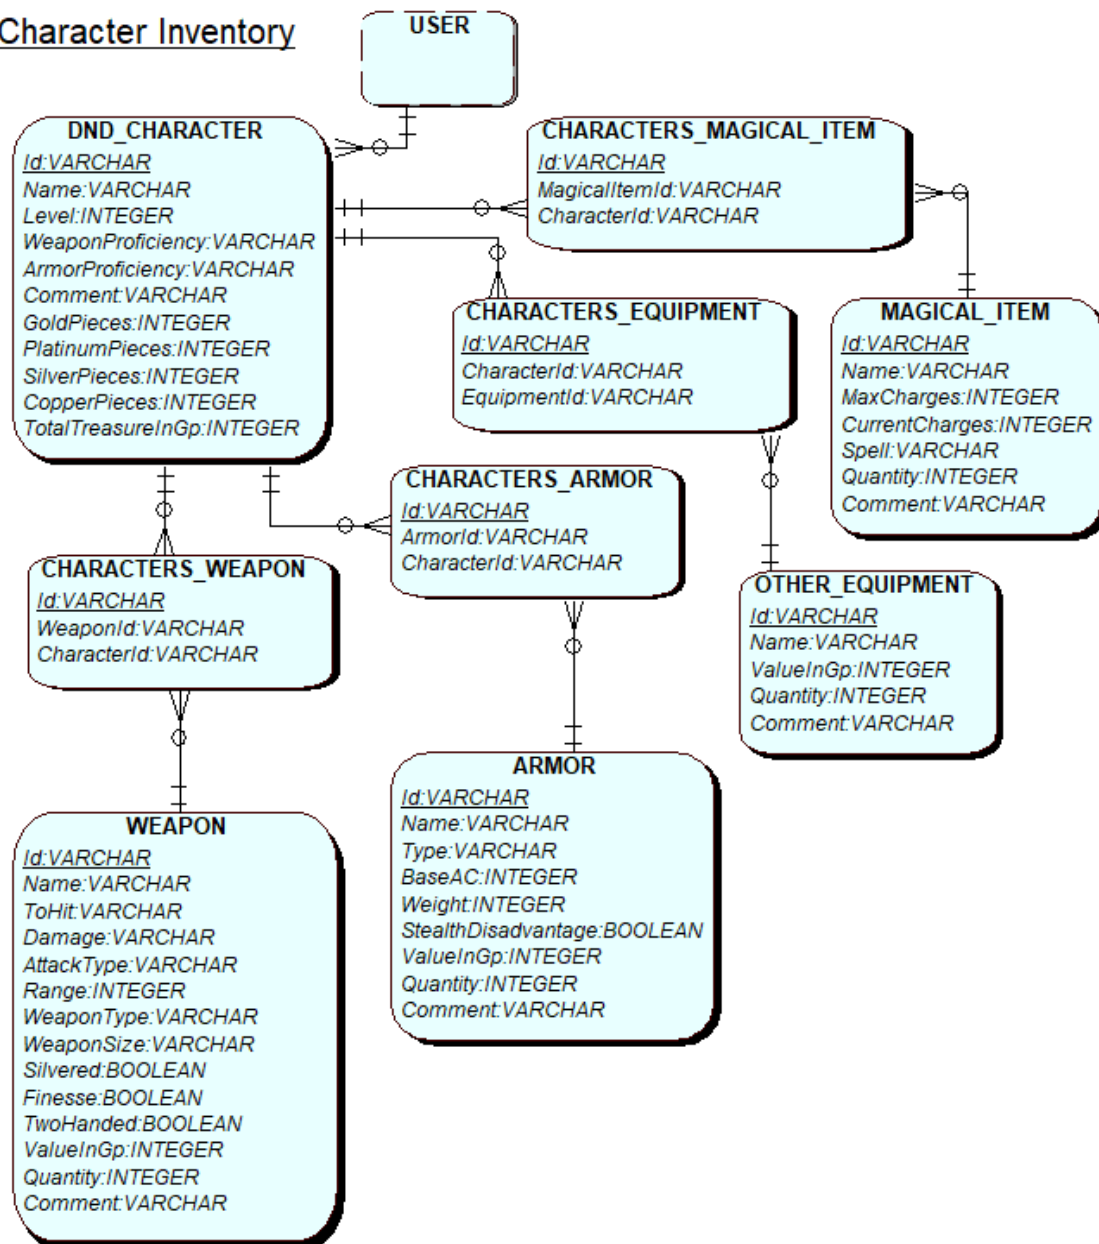 Character Inventory
USER
DND_CHARACTER
Id:VARCHAR
Name:VARCHAR
Level:INTEGER
WeaponProficiency:VARCHAR
ArmorProficiency:VARCHAR
Comment:VARCHAR
GoldPieces:INTEGER
PlatinumPieces:INTEGER
SilverPieces:INTEGER
CopperPieces:INTEGER
TotalTreasureInGp:INTEGER
CHARACTERS_MAGICAL_ITEM
Id:VARCHAR
MagicalItemId:VARCHAR
CharacterId:VARCHAR
CHARACTERS_EQUIPMENT
Id:VARCHAR
CharacterId:VARCHAR
EquipmentId:VARCHAR
MAGICAL_ITEM
Id:VARCHAR
Name:VARCHAR
MaxCharges:INTEGER
CurrentCharges:INTEGER
Spell:VARCHAR
Quantity:INTEGER
Comment:VARCHAR
CHARACTERS_ARMOR
Id:VARCHAR
ArmorId:VARCHAR
CharacterId:VARCHAR
CHARACTERS_WEAPON
Id:VARCHAR
WeaponId:VARCHAR
CharacterId:VARCHAR
OTHER_EQUIPMENT
Id:VARCHAR
Name:VARCHAR
ValueInGp:INTEGER
Quantity:INTEGER
Comment:VARCHAR
ARMOR
Id:VARCHAR
Name:VARCHAR
Type:VARCHAR
BaseAC:INTEGER
Weight:INTEGER
StealthDisadvantage:BOOLEAN
ValueInGp:INTEGER
Quantity:INTEGER
Comment:VARCHAR
WEAPON
Id:VARCHAR
Name:VARCHAR
ToHit:VARCHAR
Damage:VARCHAR
AttackType:VARCHAR
Range:INTEGER
WeaponType:VARCHAR
WeaponSize:VARCHAR
Silvered:BOOLEAN
Finesse:BOOLEAN
TwoHanded:BOOLEAN
ValueInGp:INTEGER
Quantity:INTEGER
Comment:VARCHAR